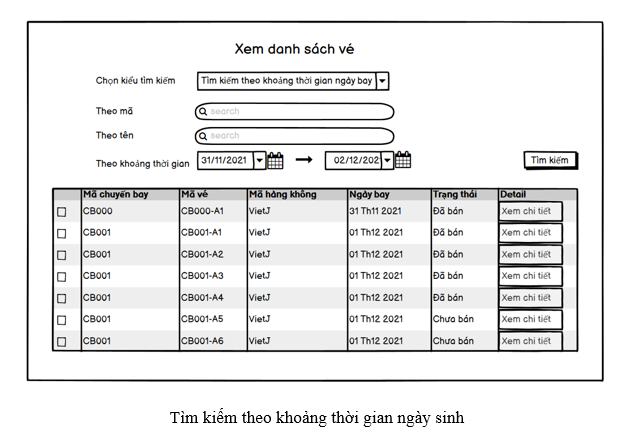 Xem danh sách vé
Chọn kiểu tìm kiếm Tìm kiếm theo khoảng thời gian ngày bay
Theo mã search
Theo tên search
Theo khoảng thời gian 31/11/2021 02/12/202 Tìm kiếm
Mã chuyến bay Mã vé Mã hàng không Ngày bay Trạng thái Detail
CB000 CB000-A1 VietJ 31 Th11 2021 Đã bán Xem chi tiết
CB001 CB001-A1 VietJ 01 Th12 2021 Đã bán Xem chi tiết
CB001 CB001-A2 VietJ 01 Th12 2021 Đã bán Xem chi tiết
CB001 CB001-A3 VietJ 01 Th12 2021 Đã bán Xem chi tiết
CB001 CB001-A4 VietJ 01 Th12 2021 Đã bán Xem chi tiết
CB001 CB001-A5 VietJ 01 Th12 2021 Chưa bán Xem chi tiết
CB001 CB001-A6 VietJ 01 Th12 2021 Chưa bán Xem chi tiết
Tìm kiếm theo khoảng thời gian ngày sinh